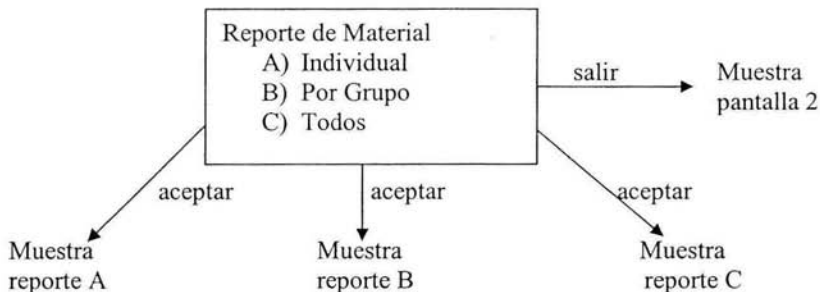 Reporte de Material
A) Individual
B) Por Grupo
C) Todos
salir
Muestra
pantalla 2
aceptar
aceptar
aceptar
Muestra
reporte A
Muestra
reporte B
Muestra
reporte C